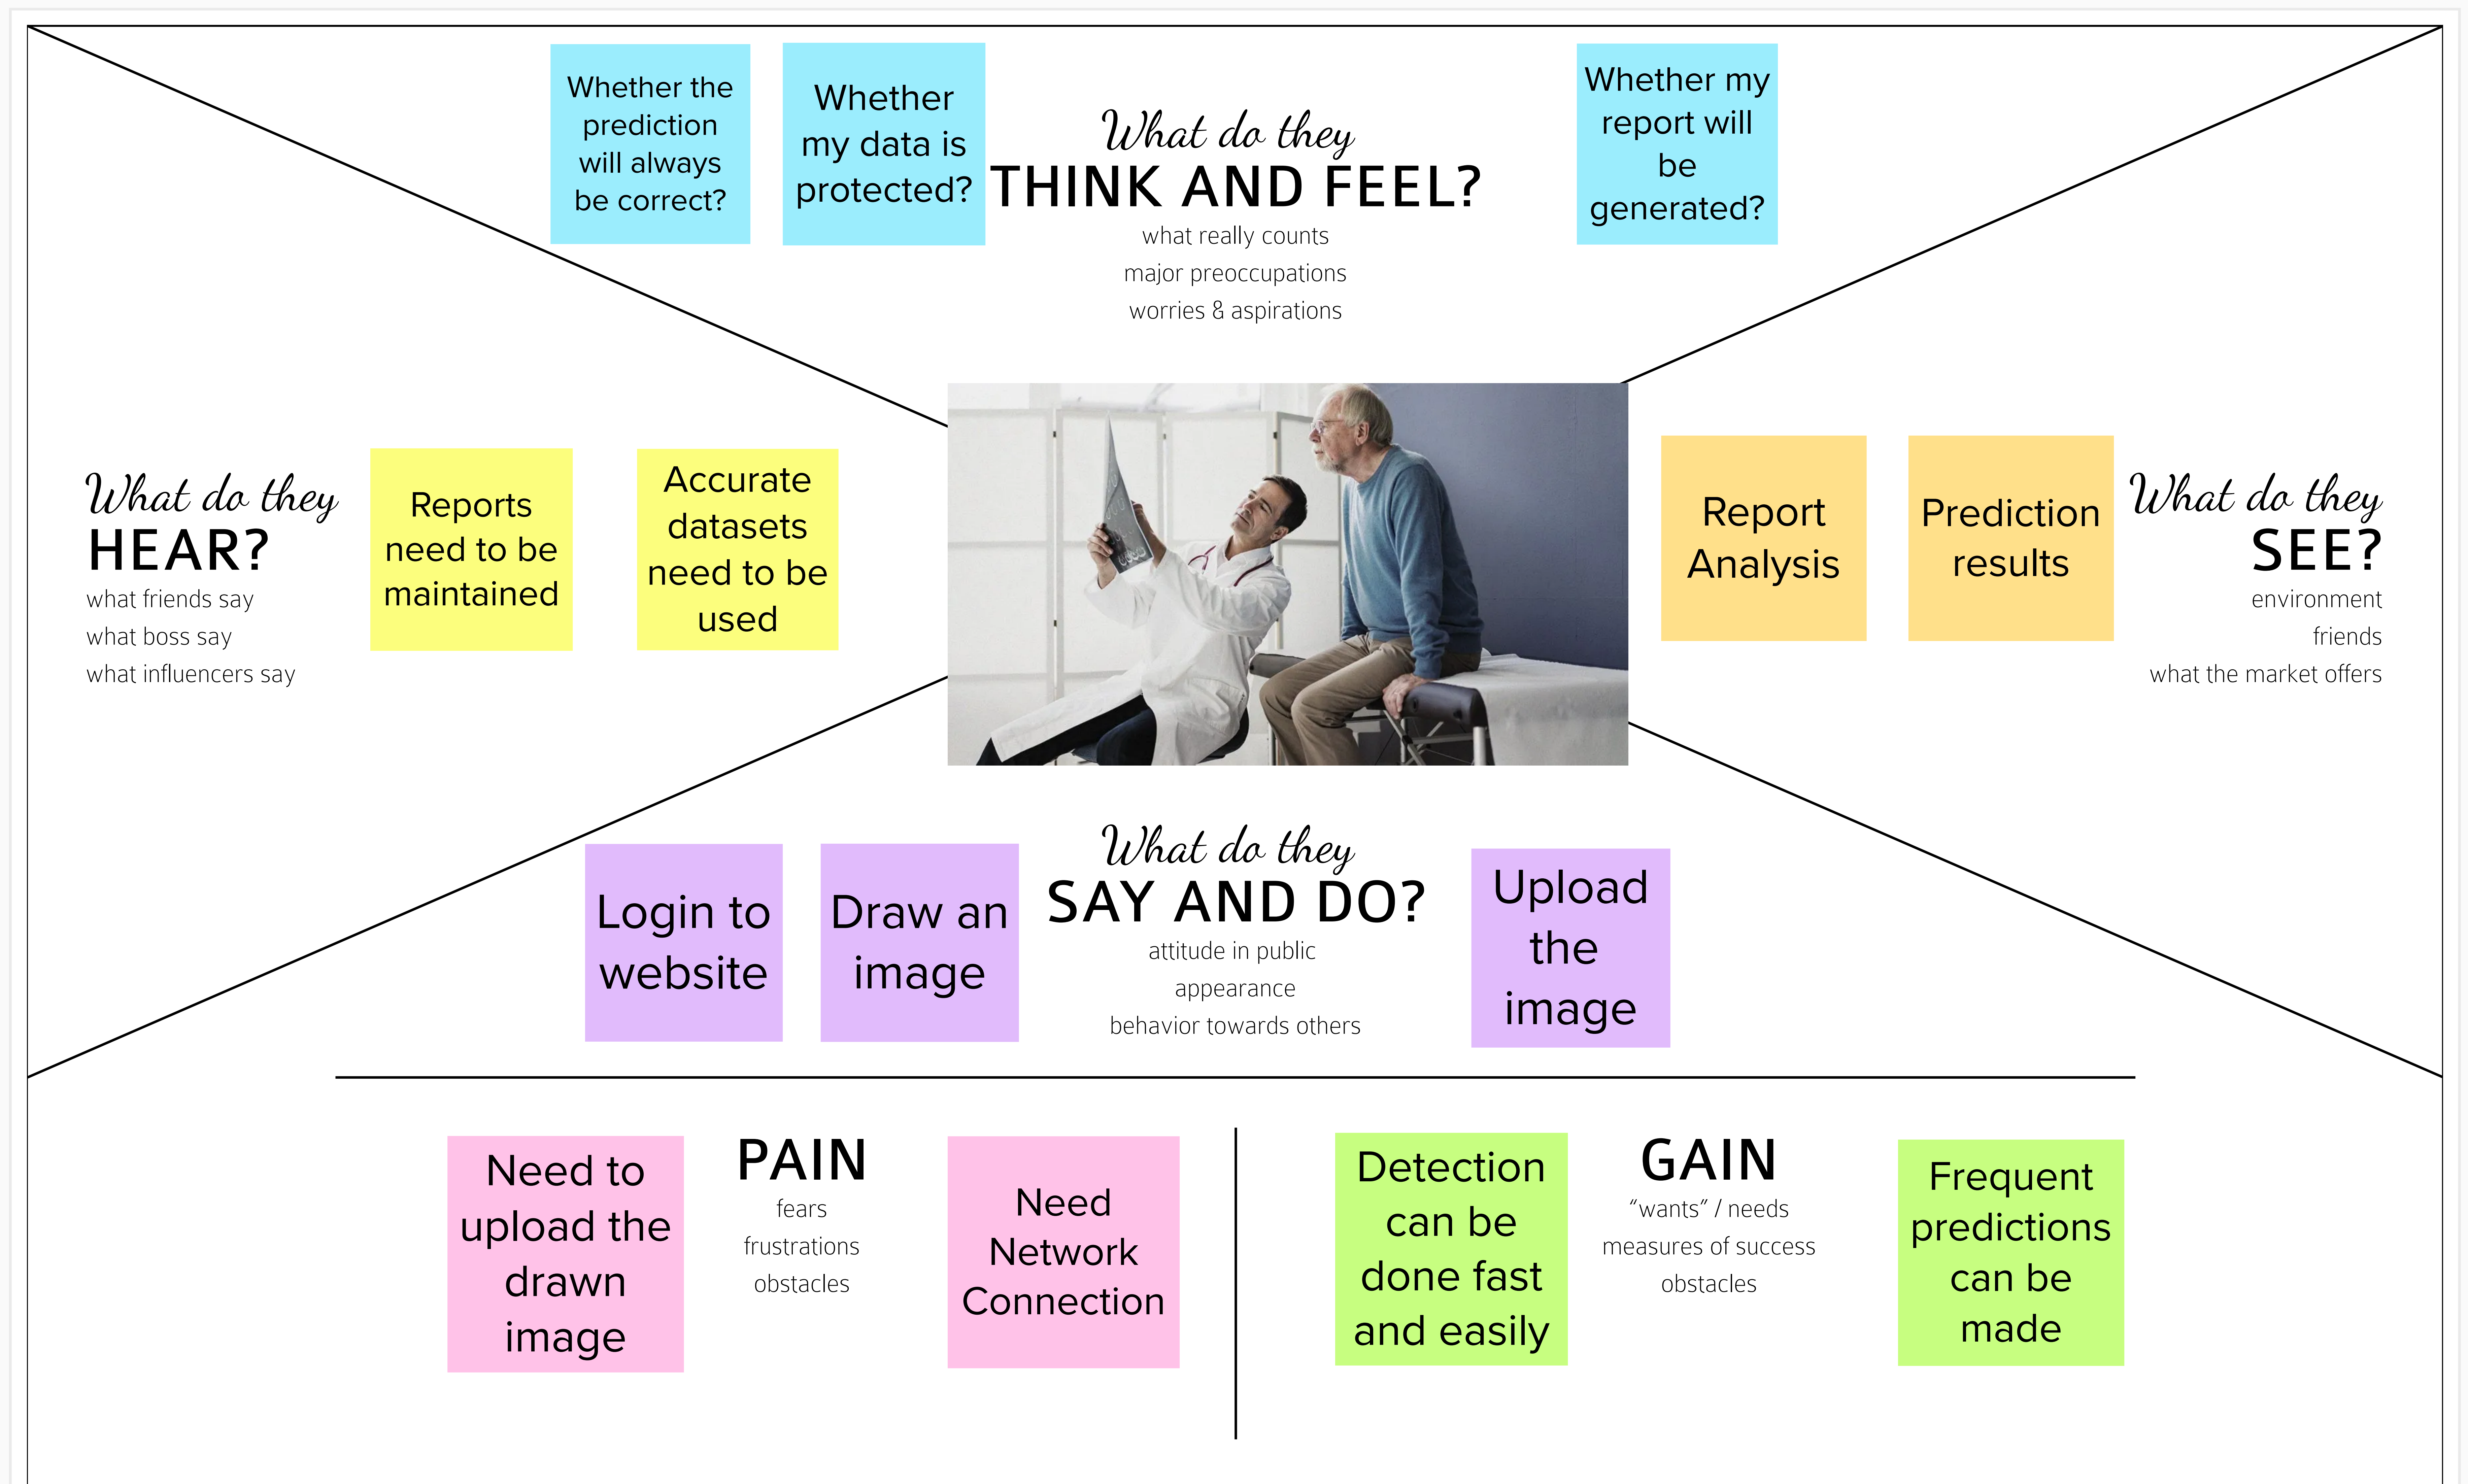 Whether the
prediction
will always
be correct?
Whether
my data is
protected?
What do they
THINK AND FEEL?
what really counts
major preoccupations
worries & aspirations
Whether my
report will
be
generated?
What do they
HEAR?
what friends say
what boss say
what influencers say
Reports
need to be
maintained
Accurate
datasets
need to be
used
Report
Analysis
Prediction
results
What do they
SEE?
environment
friends
what the market offers
Login to
website
Draw an
image
What do they
SAY AND DO?
attitude in public
appearance
behavior towards others
Upload
the
image
Need to
upload the
drawn
image
PAIN
fears
frustrations
obstacles
Need
Network
Connection
Detection
can be
done fast
and easily
GAIN
“wants” / needs
measures of success
obstacles
Frequent
predictions
can be
made